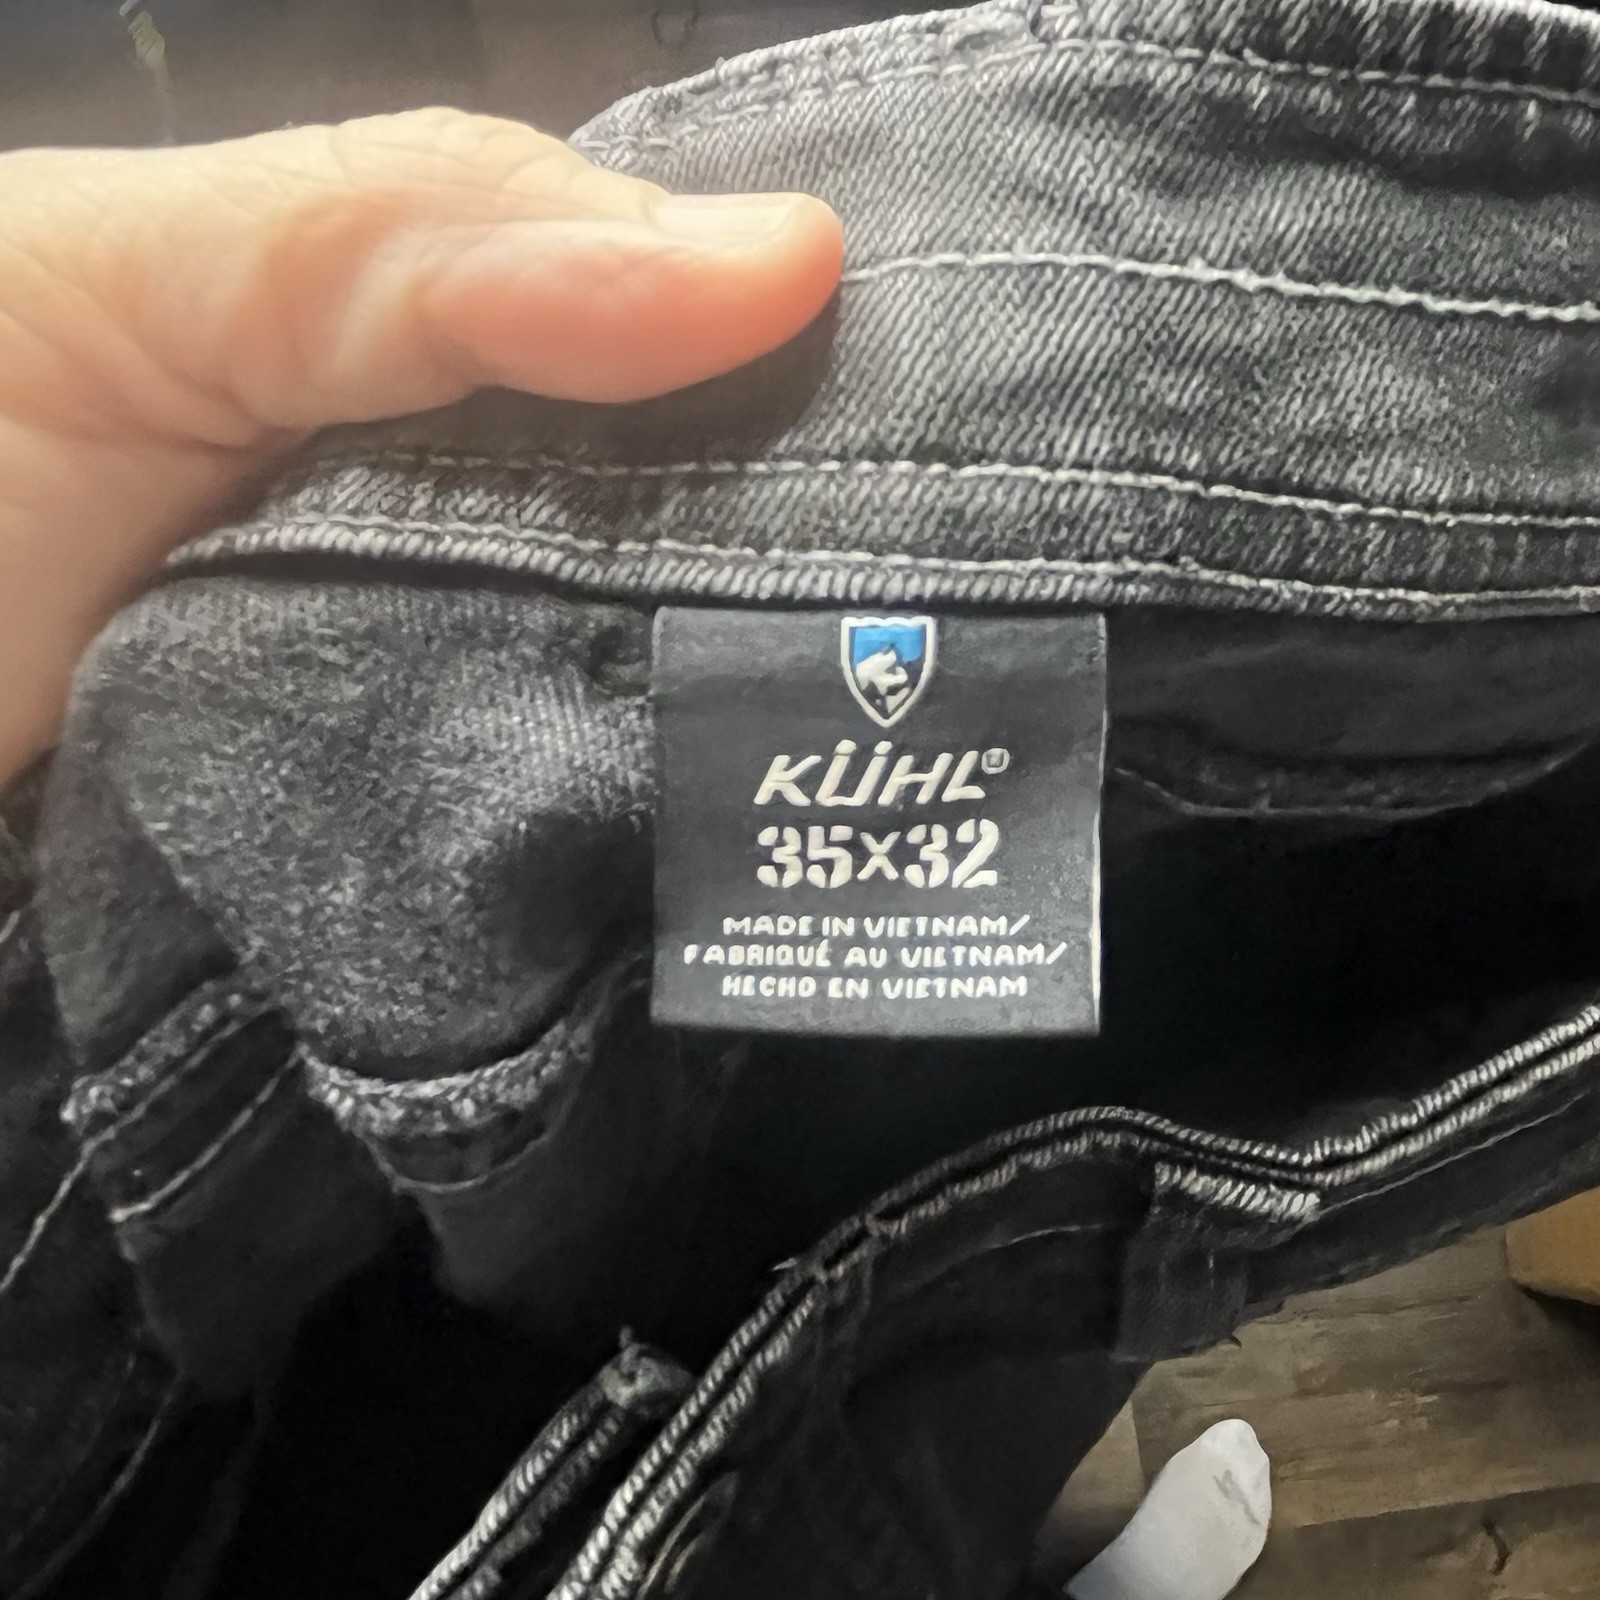 KÜHL®
35x32
MADE IN VIETNAM/
FABRIQUÉ AU VIETNAM/
HECHO EN VIETNAM